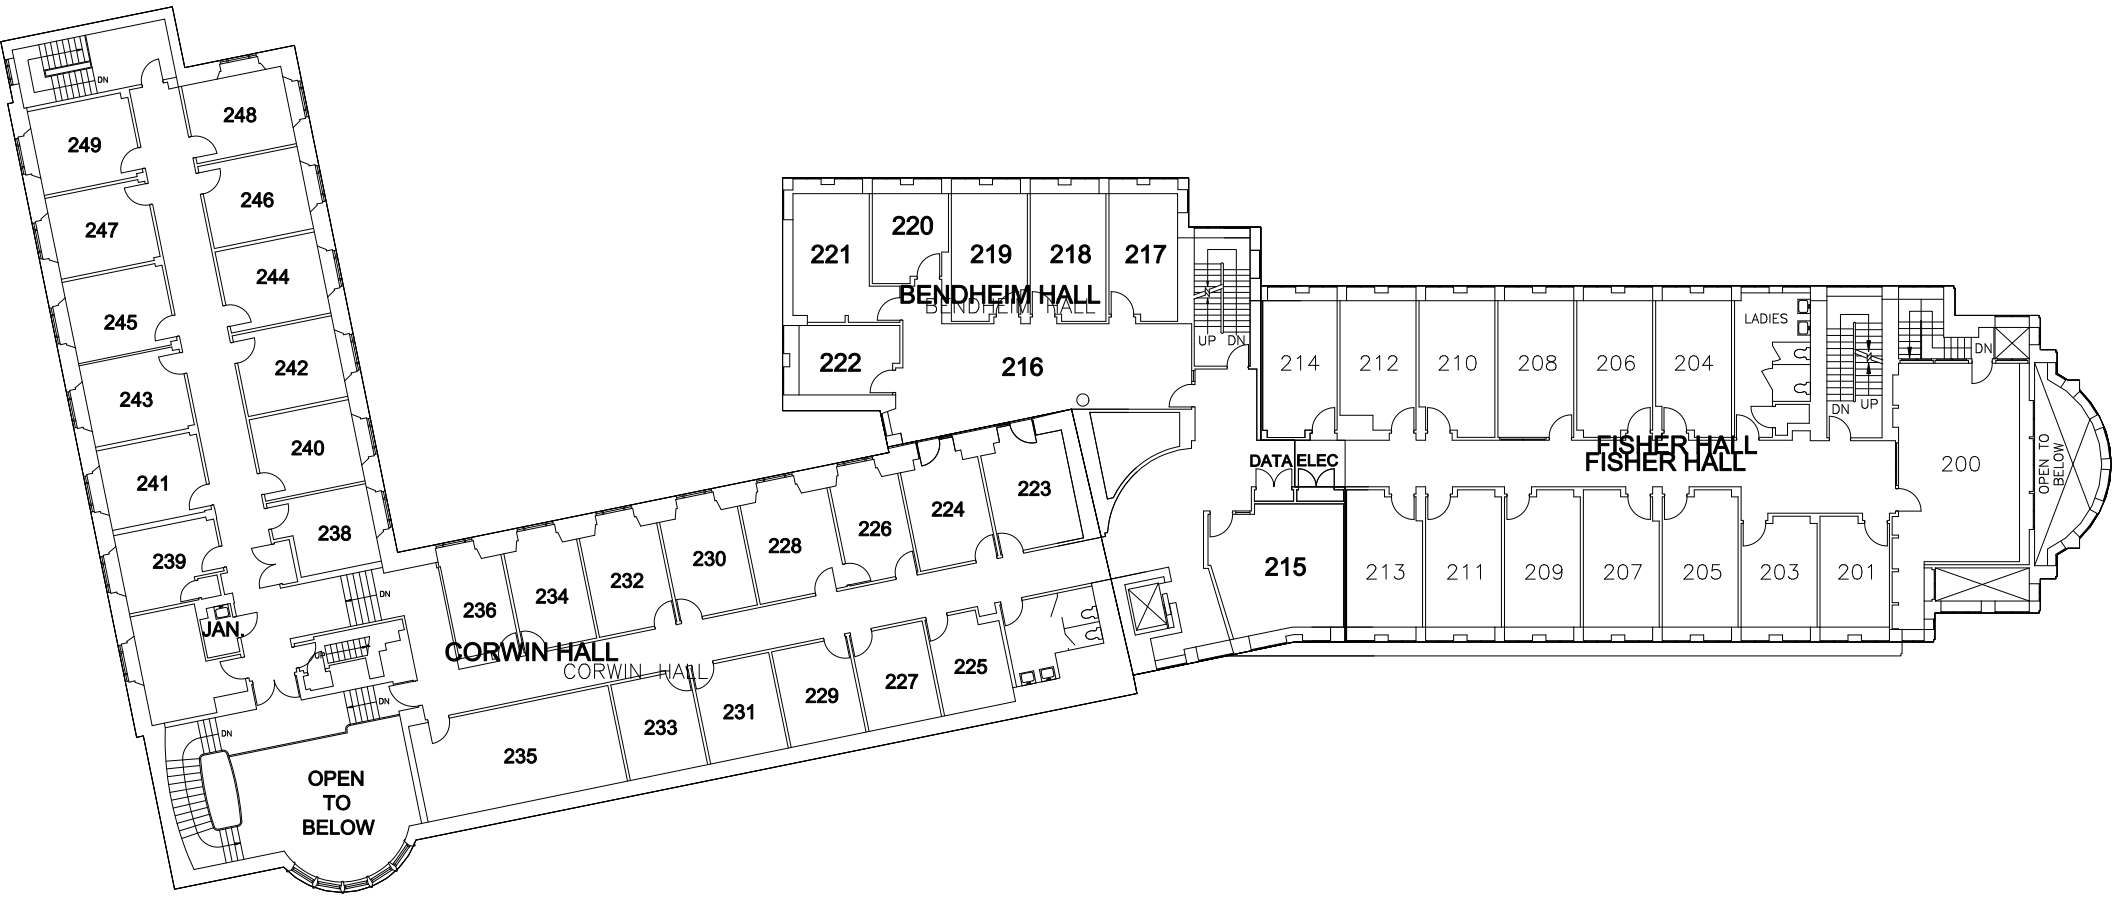 DN
248
249
246
247
244
245
242
243
240
241
238
239
JAN.
DN
DN
DN
OPEN
TO
BELOW
221
220
219
218
217
BENDHEIM HALL
BENDHEIM HALL
222
216
UP DN
223
224
226
228
230
232
234
236
CORWIN HALL
CORWIN HALL
225
227
229
231
233
235
214
212
210
208
206
204
LADIES
DN
UP
DN
DATA
ELEC
FISHER HALL
FISHER HALL
200
OPEN TO
BELOW
215
213
211
209
207
205
203
201